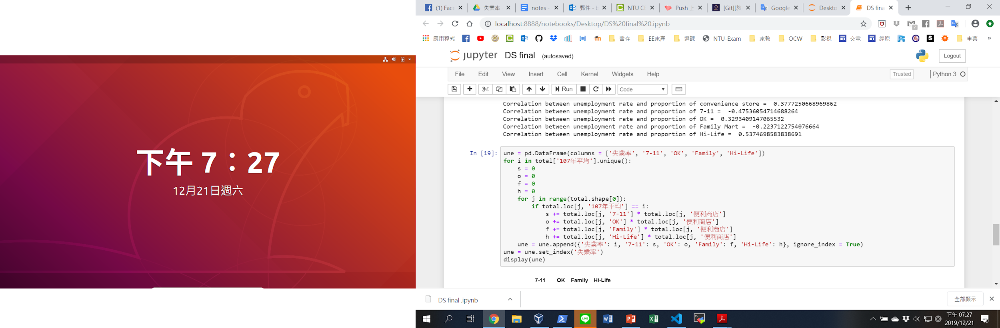 下午 7：27
12月21日週六
(1) Face
失業率
notes -
郵件 - b
NTU CE
Push 上
[Git][教
Google
Deskto
DS fina
localhost:8888/notebooks/Desktop/DS%20final%20.ipynb
應用程式
暫存
EE家產
選課
NTU-Exam
家教
OCW
影視
交電
經原
車票
»
jupyter DS final (autosaved)
Logout
File Edit View Insert Cell Kernel Widgets Help
Trusted
Python 3
Run
Code
Correlation between unemployment rate and proportion of convenience store =  0.3777250668969862
Correlation between unemployment rate and proportion of 7-11 =  -0.47536054714688264
Correlation between unemployment rate and proportion of OK =  0.3293409147065532
Correlation between unemployment rate and proportion of Family Mart =  -0.2237122754076664
Correlation between unemployment rate and proportion of Hi-Life =  0.5374698583838691
In [19]:
une = pd.DataFrame(columns = ['失業率', '7-11', 'OK', 'Family', 'Hi-Life'])
for i in total['107年平均'].unique():
    s = 0
    o = 0
    f = 0
    h = 0
    for j in range(total.shape[0]):
        if total.loc[j, '107年平均'] == i:
            s += total.loc[j, '7-11'] * total.loc[j, '便利商店']
            o += total.loc[j, 'OK'] * total.loc[j, '便利商店']
            f += total.loc[j, 'Family'] * total.loc[j, '便利商店']
            h += total.loc[j, 'Hi-Life'] * total.loc[j, '便利商店']
    une = une.append({'失業率': i, '7-11': s, 'OK': o, 'Family': f, 'Hi-Life': h}, ignore_index = True)
une = une.set_index('失業率')
display(une)
7-11 OK Family Hi-Life
DS final .ipynb
全部顯示
下午 07:27
2019/12/21